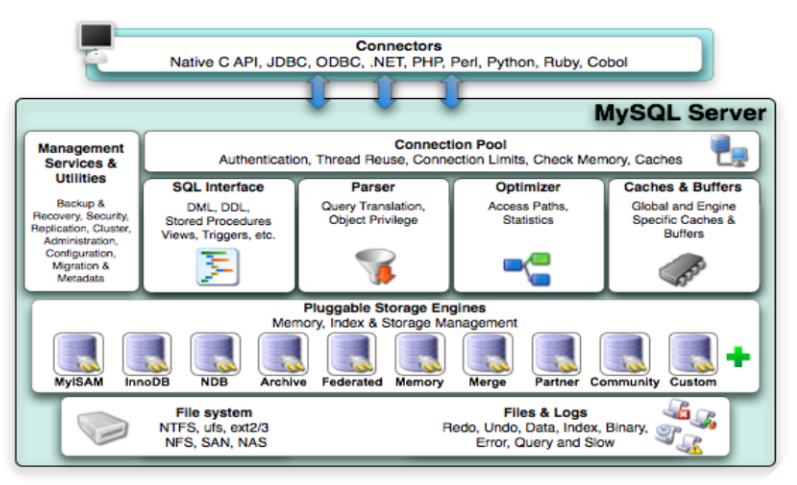 Connectors
Native C API, JDBC, ODBC, .NET, PHP, Perl, Python, Ruby, Cobol
MySQL Server
Management
Services &
Utilities
Backup &
Recovery, Security,
Replication, Cluster,
Administration,
Configuration,
Migration &
Metadata
Connection Pool
Authentication, Thread Reuse, Connection Limits, Check Memory, Caches
SQL Interface
DML, DDL,
Stored Procedures
Views, Triggers, etc.
Parser
Query Translation,
Object Privilege
Optimizer
Access Paths,
Statistics
Caches & Buffers
Global and Engine
Specific Caches &
Buffers
Pluggable Storage Engines
Memory, Index & Storage Management
MyISAM InnoDB NDB Archive Federated Memory Merge Partner Community Custom
File system
NTFS, ufs, ext2/3
NFS, SAN, NAS
Files & Logs
Redo, Undo, Data, Index, Binary,
Error, Query and Slow